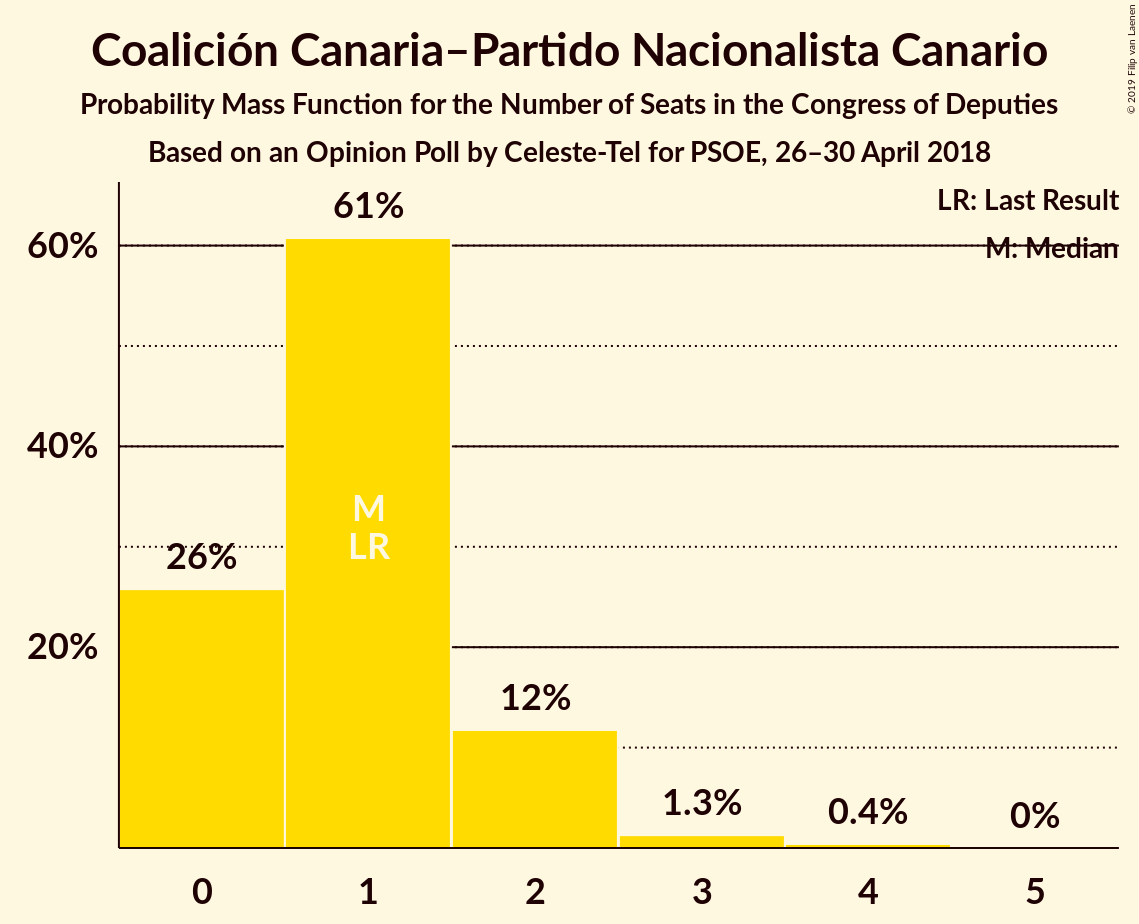 Coalición Canaria–Partido Nacionalista Canario
Probability Mass Function for the Number of Seats in the Congress of Deputies
Based on an Opinion Poll by Celeste-Tel for PSOE, 26–30 April 2018
© 2019 Filip van Laenen
LR: Last Result
M: Median
60%
40%
20%
26%
61%
M
LR
12%
1.3%
0.4%
0%
0
1
2
3
4
5